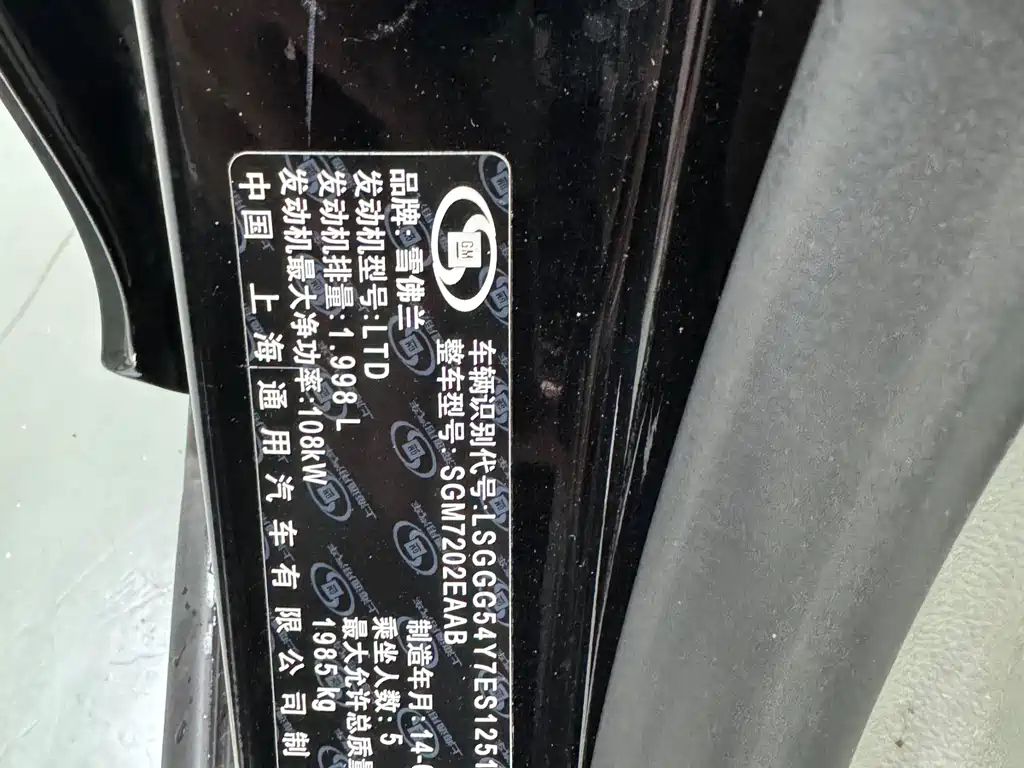 GM
车辆识别代号:LSGGG54Y7ES1251
整车型号:SGM7202EAAB
品牌:雪佛兰
制造年月:14-
发动机型号:LTD
乘坐人数:5
发动机排量:1.998 L
最大允许总质量
发动机最大净功率:108kW
1985 kg
中国 上海通用汽车有限公司制